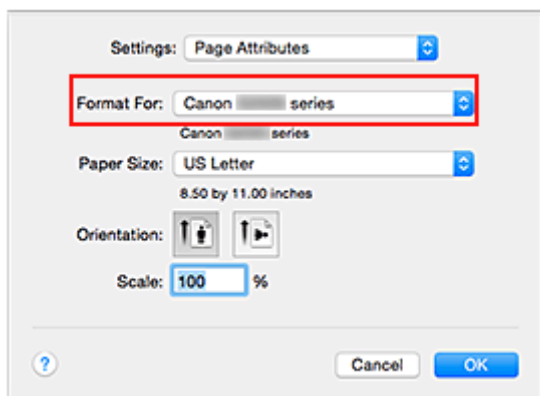 Settings: Page Attributes
Format For: Canon series
Canon series
Paper Size: US Letter
8.50 by 11.00 inches
Orientation:
Scale: 100 %
? Cancel OK